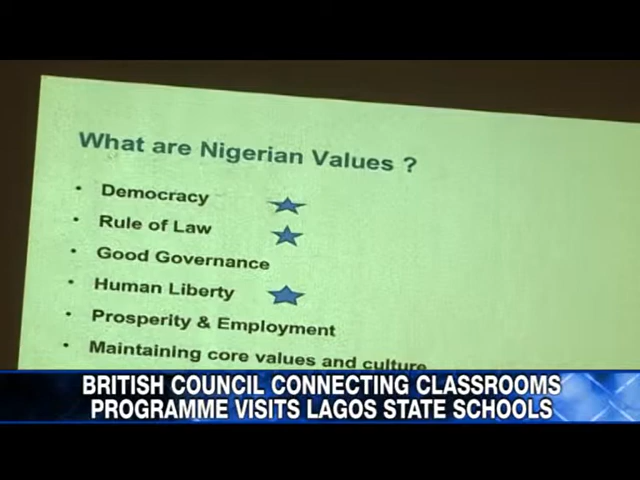 What are Nigerian Values ?
• Democracy
• Rule of Law
• Good Governance
• Human Liberty
• Prosperity & Employment
• Maintaining core values and culture
BRITISH COUNCIL CONNECTING CLASSROOMS
PROGRAMME VISITS LAGOS STATE SCHOOLS